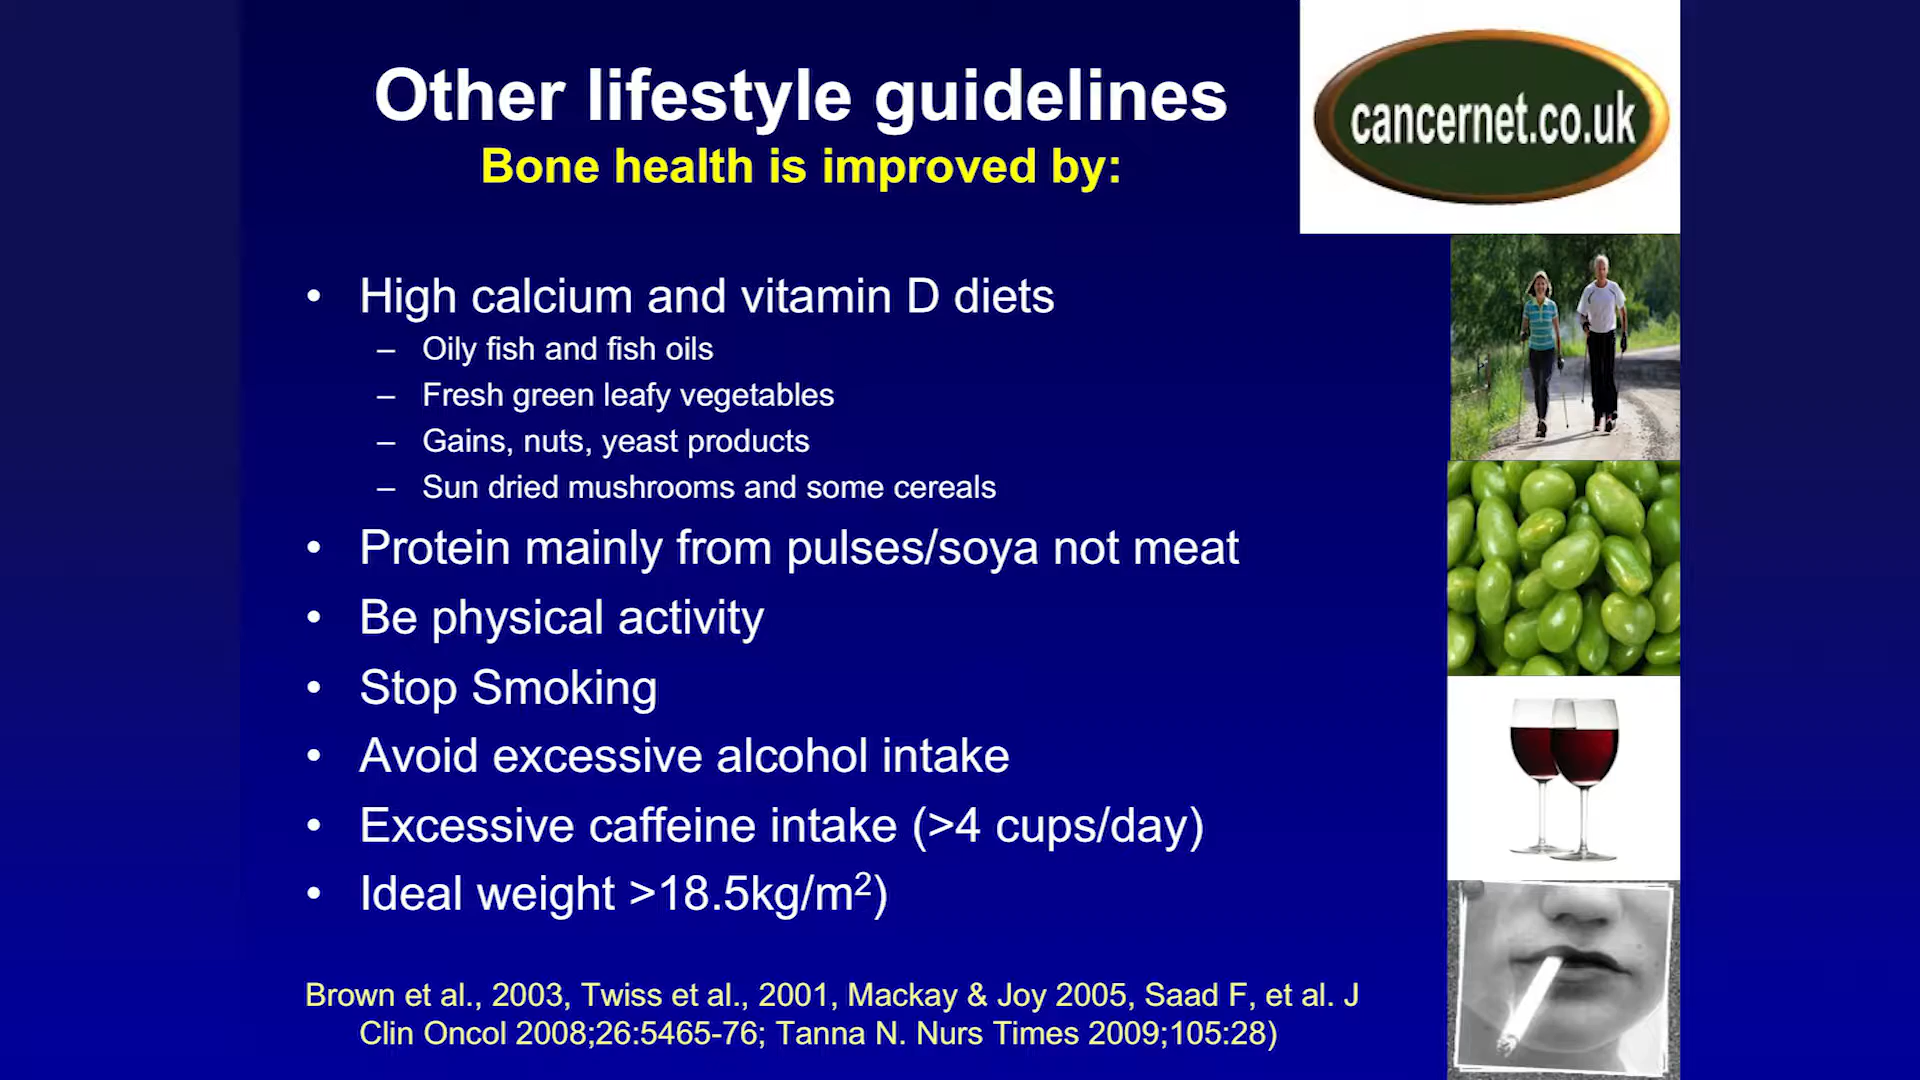 Other lifestyle guidelines
Bone health is improved by:
cancernet.co.uk
• High calcium and vitamin D diets
– Oily fish and fish oils
– Fresh green leafy vegetables
– Gains, nuts, yeast products
– Sun dried mushrooms and some cereals
• Protein mainly from pulses/soya not meat
• Be physical activity
• Stop Smoking
• Avoid excessive alcohol intake
• Excessive caffeine intake (>4 cups/day)
• Ideal weight >18.5kg/m²)
Brown et al., 2003, Twiss et al., 2001, Mackay & Joy 2005, Saad F, et al. J
Clin Oncol 2008;26:5465-76; Tanna N. Nurs Times 2009;105:28)